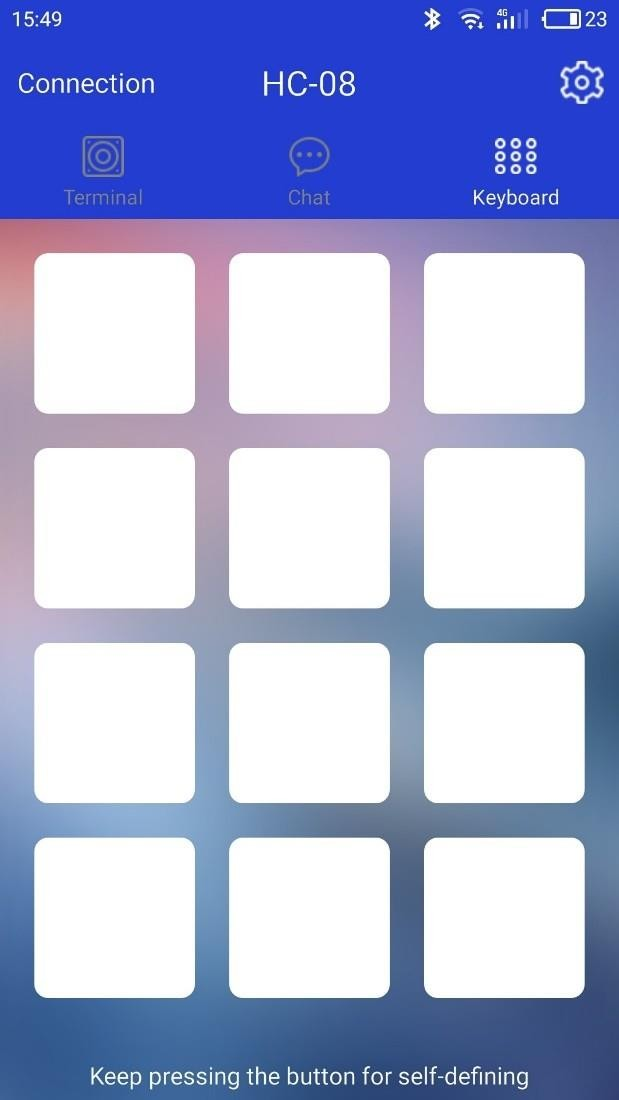 15:49
4G
23
Connection
HC-08
Terminal
Chat
Keyboard
Keep pressing the button for self-defining